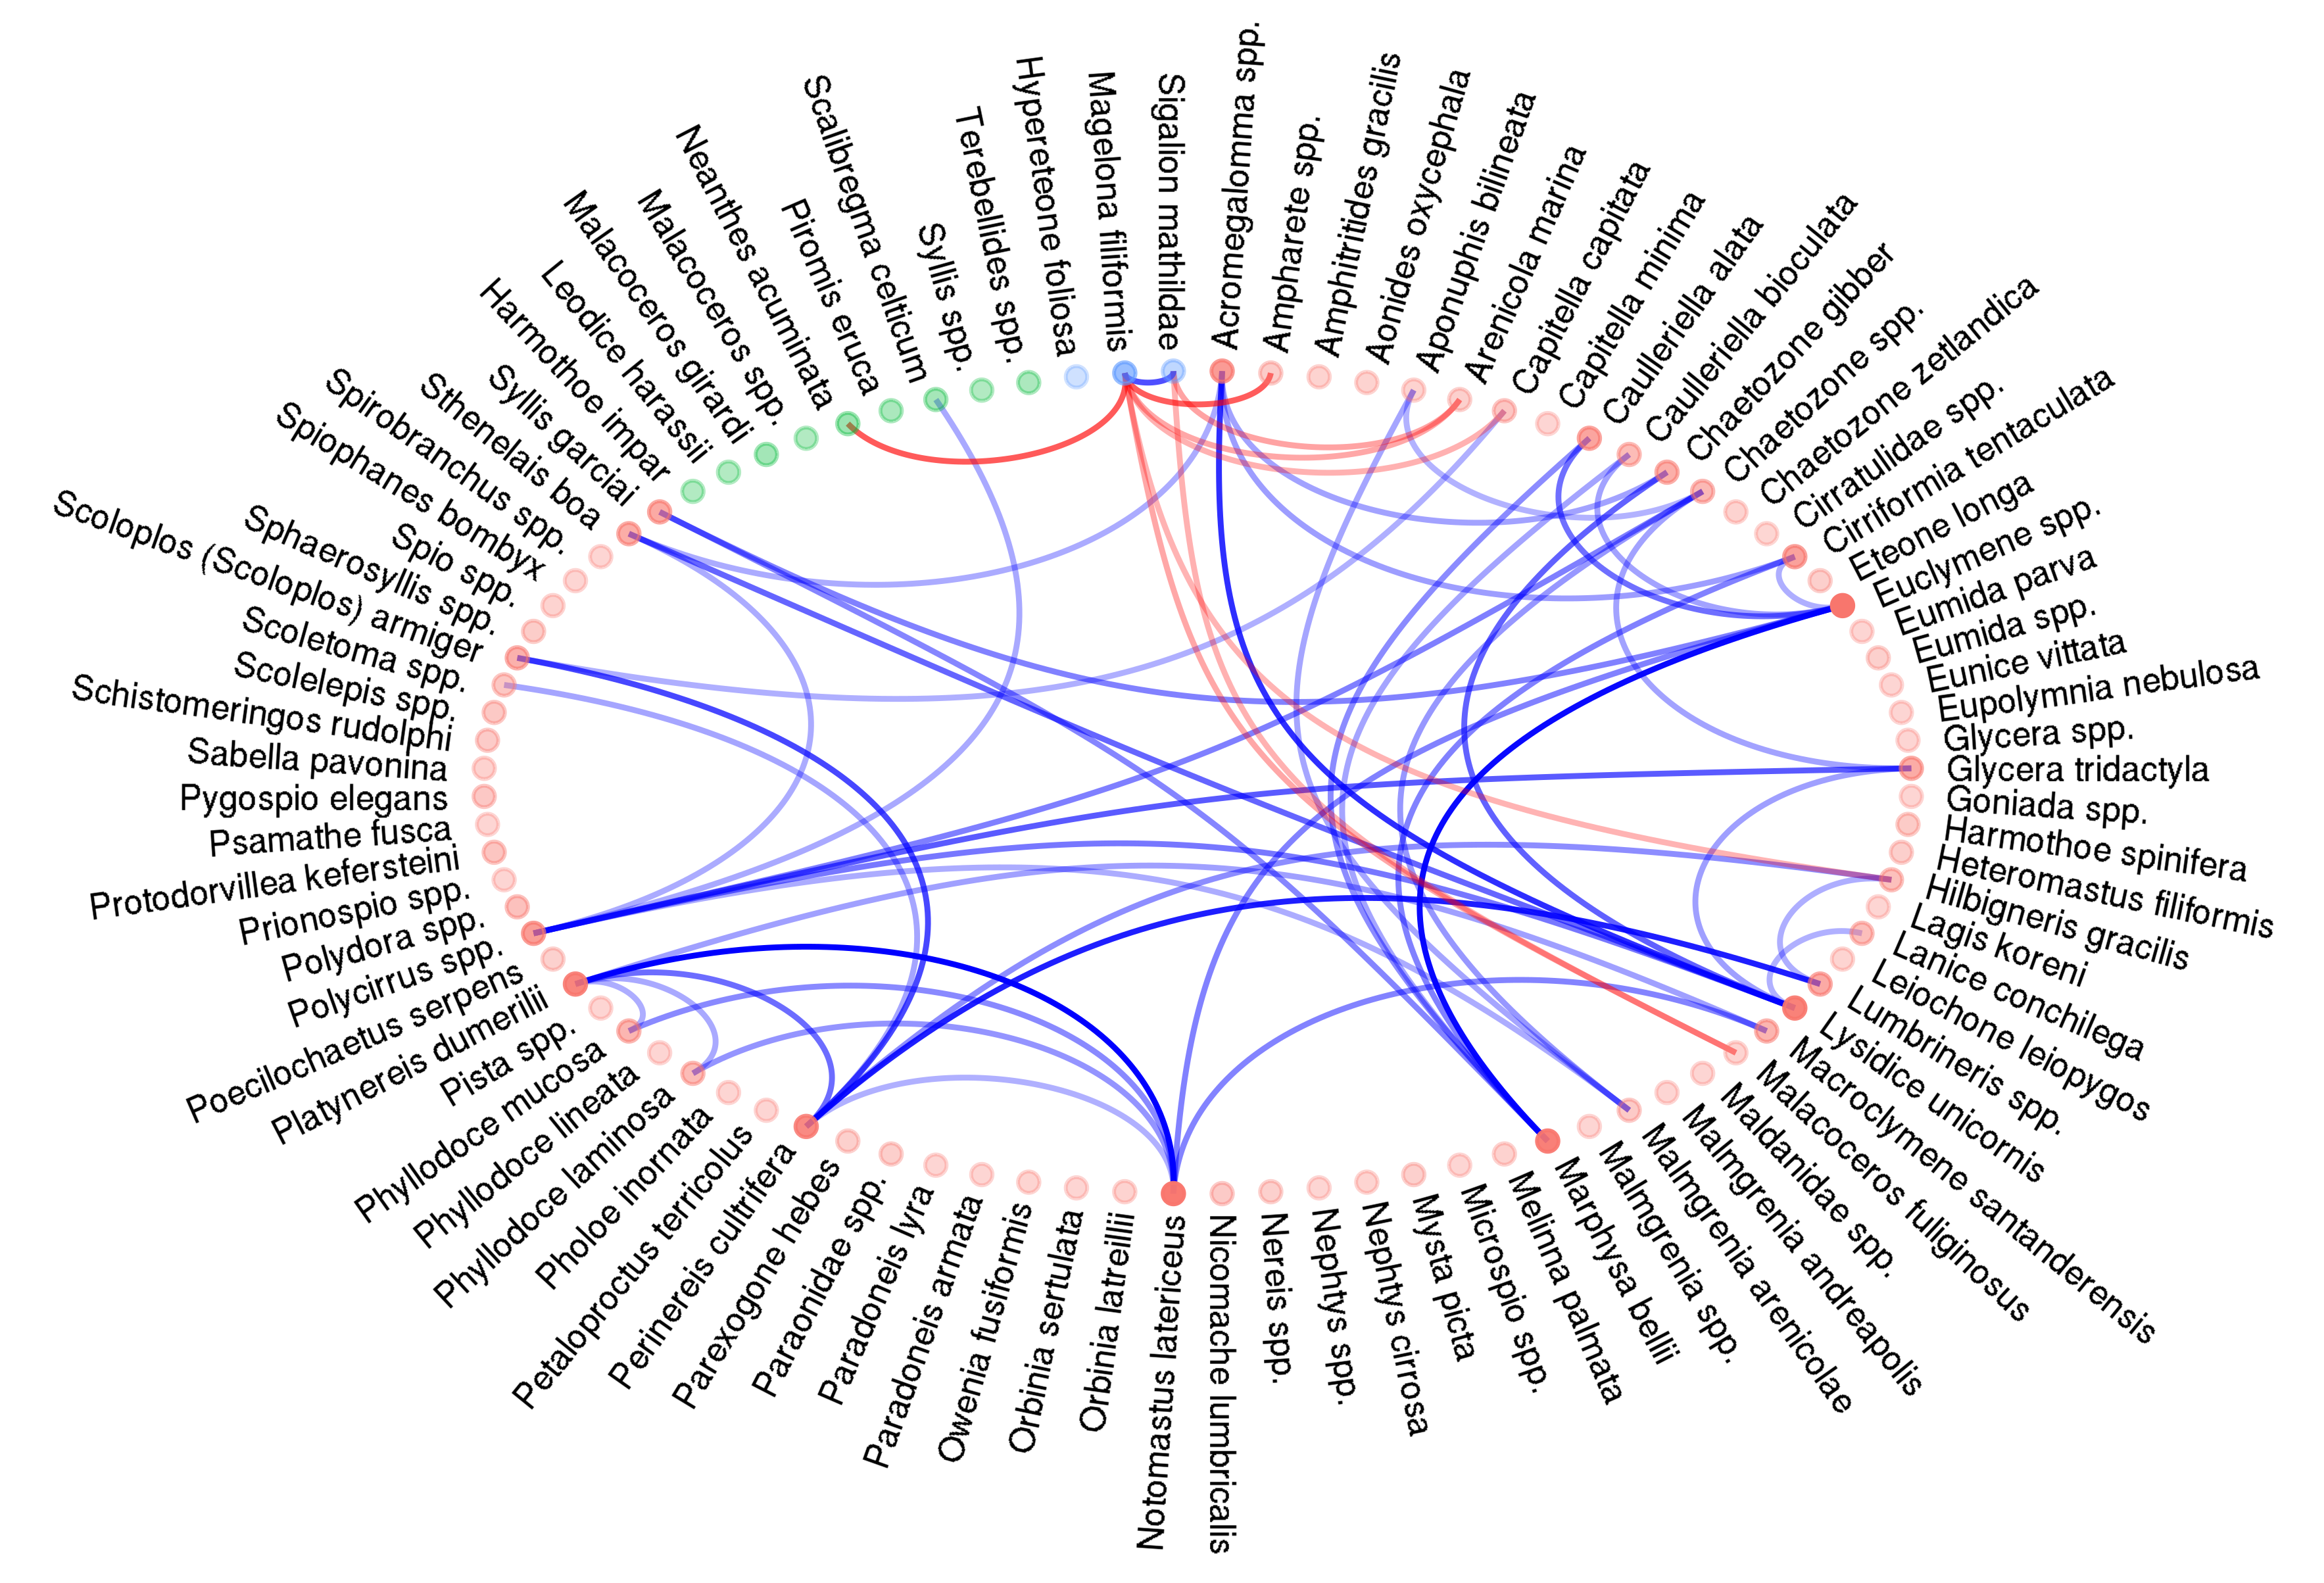 Sigalion mathildae
Acromegalomma spp.
Ampharete spp.
Amphitritides gracilis
Aonides oxycephala
Aponuphis bilineata
Arenicola marina
Capitella capitata
Capitella minima
Caulleriella alata
Caulleriella bioculata
Chaetozone gibber
Chaetozone spp.
Chaetozone zetlandica
Cirratulidae spp.
Cirriformia tentaculata
Eteone longa
Euclymene spp.
Eumida parva
Eumida spp.
Eunice vittata
Eupolymnia nebulosa
Glycera spp.
Glycera tridactyla
Goniada spp.
Harmothoe spinifera
Heteromastus filiformis
Hilbigneris gracilis
Lagis koreni
Lanice conchilega
Leiochone leiopygos
Lumbrineris spp.
Lysidice unicornis
Macroclymene santanderensis
Malacoceros fuliginosus
Maldanidae spp.
Malmgrenia andreapolis
Malmgrenia arenicolae
Malmgrenia spp.
Marphysa bellii
Melinna palmata
Microspio spp.
Mysta picta
Nephtys cirrosa
Nephtys spp.
Nereis spp.
Nicomache lumbricalis
Notomastus latericeus
Orbinia latreillii
Orbinia sertulata
Owenia fusiformis
Paradoneis armata
Paradoneis lyra
Paraonidae spp.
Parexogone hebes
Perinereis cultrifera
Petaloproctus terricolus
Pholoe inornata
Phyllodoce laminosa
Phyllodoce lineata
Phyllodoce mucosa
Pista spp.
Platynereis dumerilii
Poecilochaetus serpens
Polycirrus spp.
Polydora spp.
Prionospio spp.
Protodorvillea kefersteini
Psamathe fusca
Pygospio elegans
Sabella pavonina
Schistomeringos rudolphi
Scolelepis spp.
Scoletoma spp.
Scoloplos (Scoloplos) armiger
Sphaerosyllis spp.
Spio spp.
Spiophanes bombyx
Spirobranchus spp.
Sthenelais boa
Syllis garciai
Harmothoe impar
Leodice harassii
Malacoceros girardi
Malacoceros spp.
Neanthes acuminata
Piromis eruca
Scalibregma celticum
Syllis spp.
Terebellides spp.
Hypereteone foliosa
Magelona filiformis